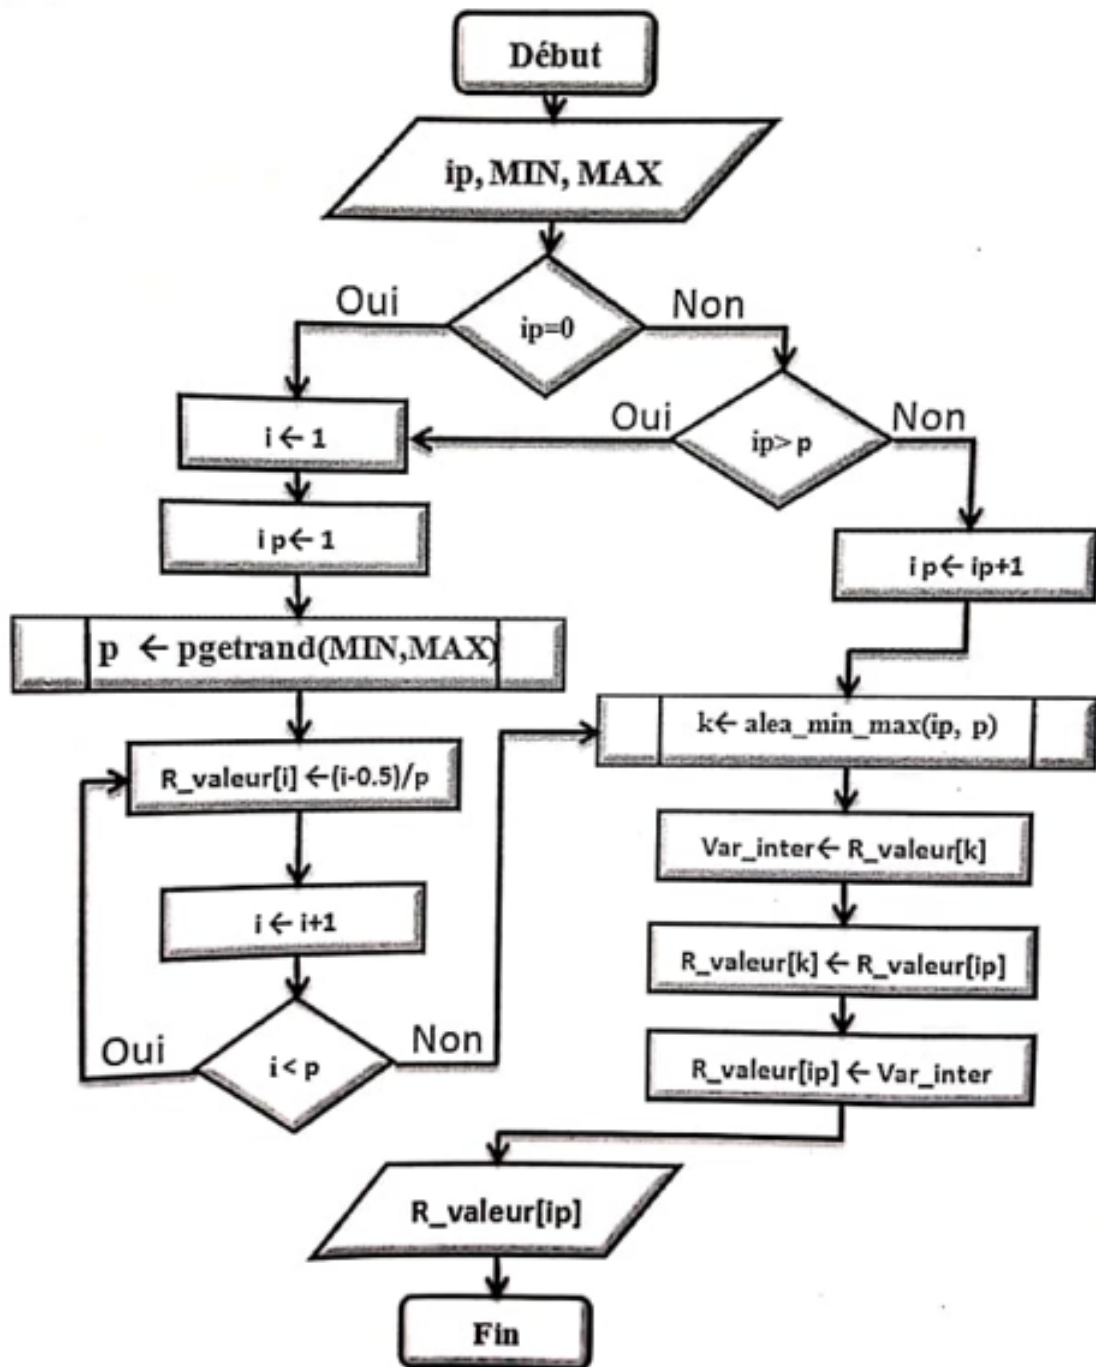 Début
ip, MIN, MAX
ip=0
Oui
Non
ip> p
Oui
Non
i ← 1
i p← 1
p ← pgetrand(MIN,MAX)
R_valeur[i] ←(i-0.5)/p
i ← i+1
i < p
Oui
Non
i p← ip+1
k← alea_min_max(ip, p)
Var_inter← R_valeur[k]
R_valeur[k] ← R_valeur[ip]
R_valeur[ip] ← Var_inter
R_valeur[ip]
Fin